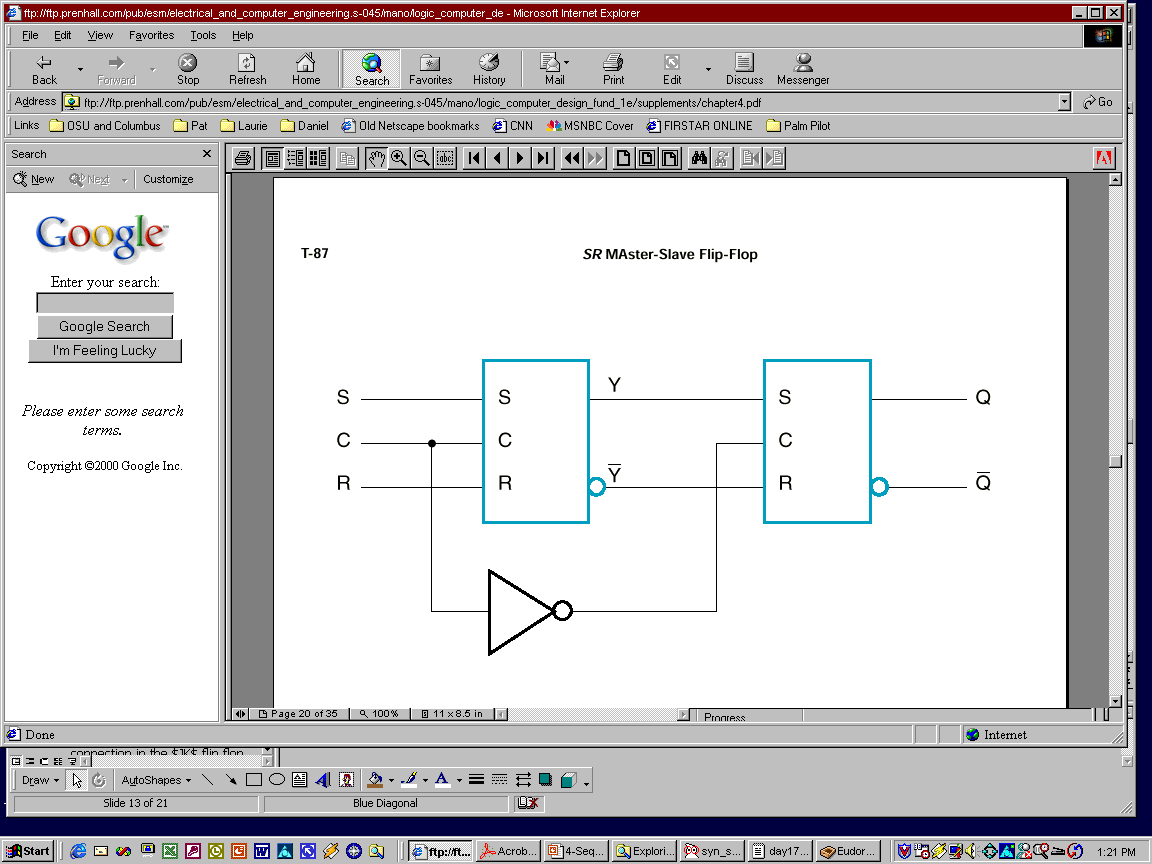 ftp://ftp.prenhall.com/pub/esm/electrical_and_computer_engineering.s-045/mano/logic_computer_de - Microsoft Internet Explorer
File Edit View Favorites Tools Help
Back Forward Stop Refresh Home Search Favorites History Mail Print Edit Discuss Messenger
Address ftp://ftp.prenhall.com/pub/esm/electrical_and_computer_engineering.s-045/mano/logic_computer_design_fund_1e/supplements/chapter4.pdf Go
Links OSU and Columbus Pat Laurie Daniel Old Netscape bookmarks CNN MSNBC Cover FIRSTAR ONLINE Palm Pilot
Search
New Next Customize
Google
Enter your search:
Google Search
I'm Feeling Lucky
Please enter some search
terms.
Copyright ©2000 Google Inc.
T-87 SR MAster-Slave Flip-Flop
S S Y S Q
C C C
R R Y R Q
Page 20 of 35 100% 11 x 8.5 in Progress
Done Internet
connection in the $JK$ flip flop
Draw AutoShapes
Slide 13 of 21 Blue Diagonal
Start ftp://ft... Acrob... 4-Seq... Explori... syn_s... day17... Eudor... 1:21 PM